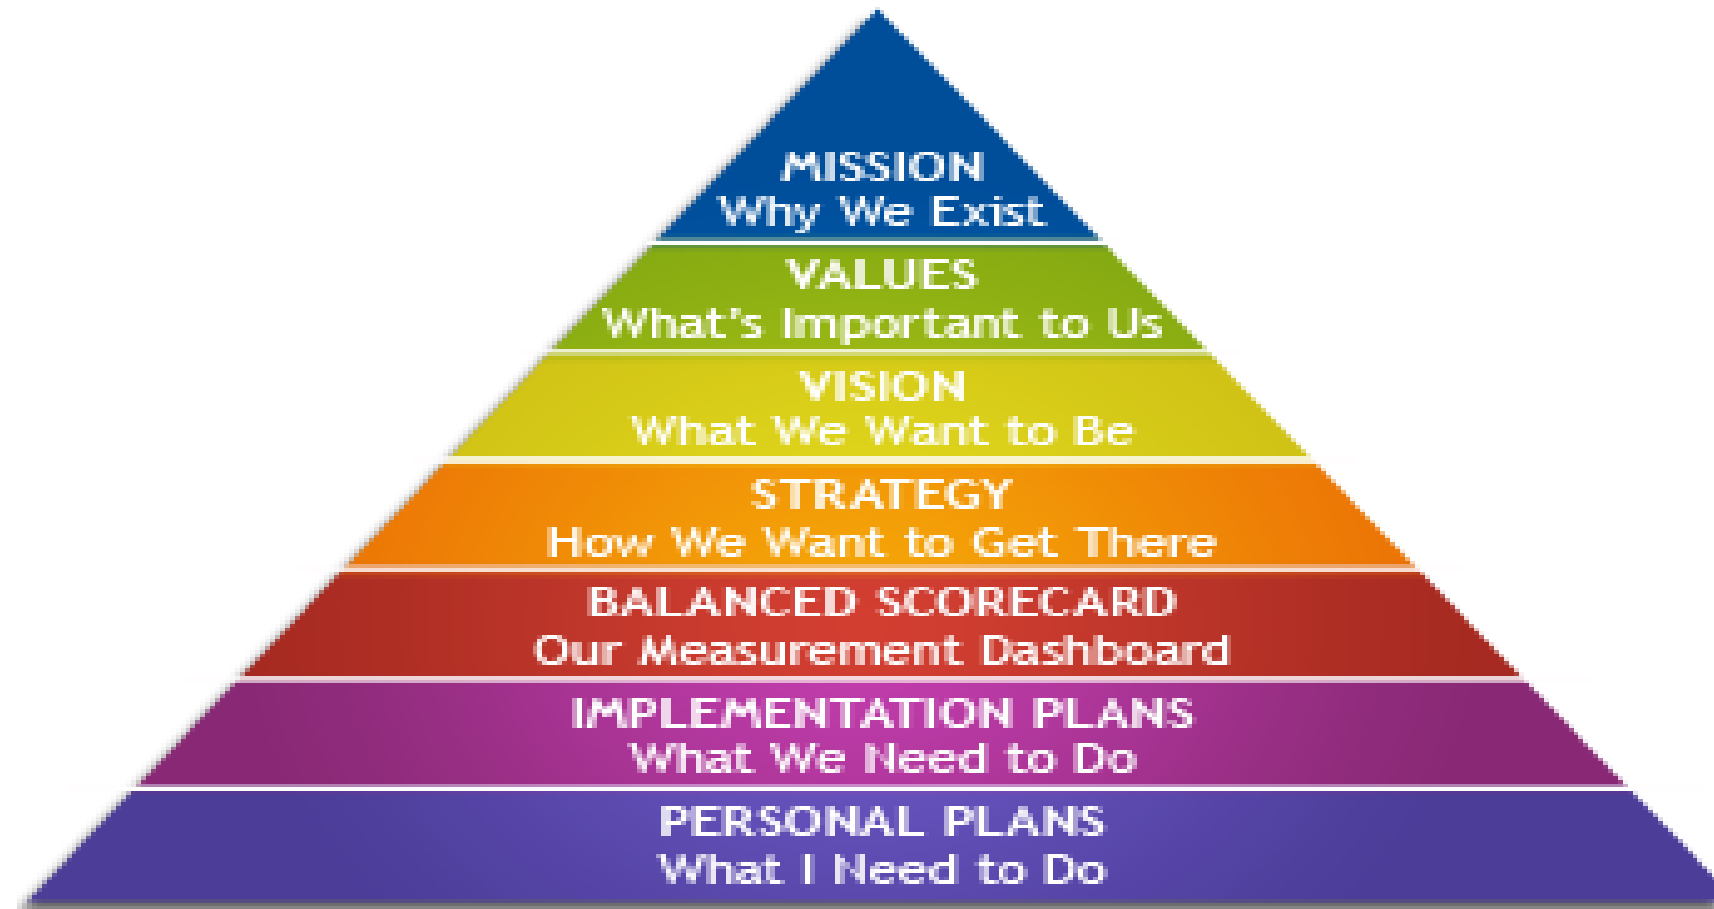 MISSION
Why We Exist
VALUES
What's Important to Us
VISION
What We Want to Be
STRATEGY
How We Want to Get There
BALANCED SCORECARD
Our Measurement Dashboard
IMPLEMENTATION PLANS
What We Need to Do
PERSONAL PLANS
What I Need to Do